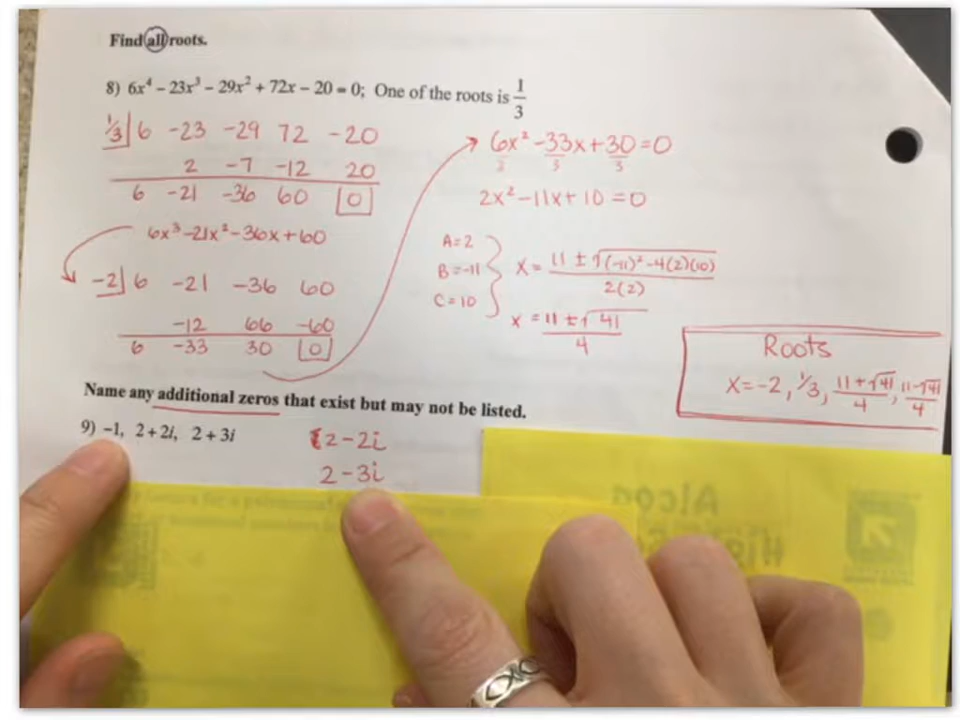 Find all roots.
8) 6x⁴ − 23x³ − 29x² + 72x − 20 = 0; One of the roots is 1/3
1/3| 6 -23 -29 72 -20
2 -7 -12 20
6 -21 -36 60 0
6x³-21x²-36x+60
-2| 6 -21 -36 60
-12 66 -60
6 -33 30 0
6x²-33x+30=0
3 3 3
2x²-11x+10=0
A=2
B=-11
C=10
x= 11±√(-11)²-4(2)(10) / 2(2)
x = 11±√41 / 4
Roots
x=-2, 1/3, 11+√41 / 4, 11-√41 / 4
Name any additional zeros that exist but may not be listed.
9) −1, 2 + 2i, 2 + 3i
2-2i
2-3i